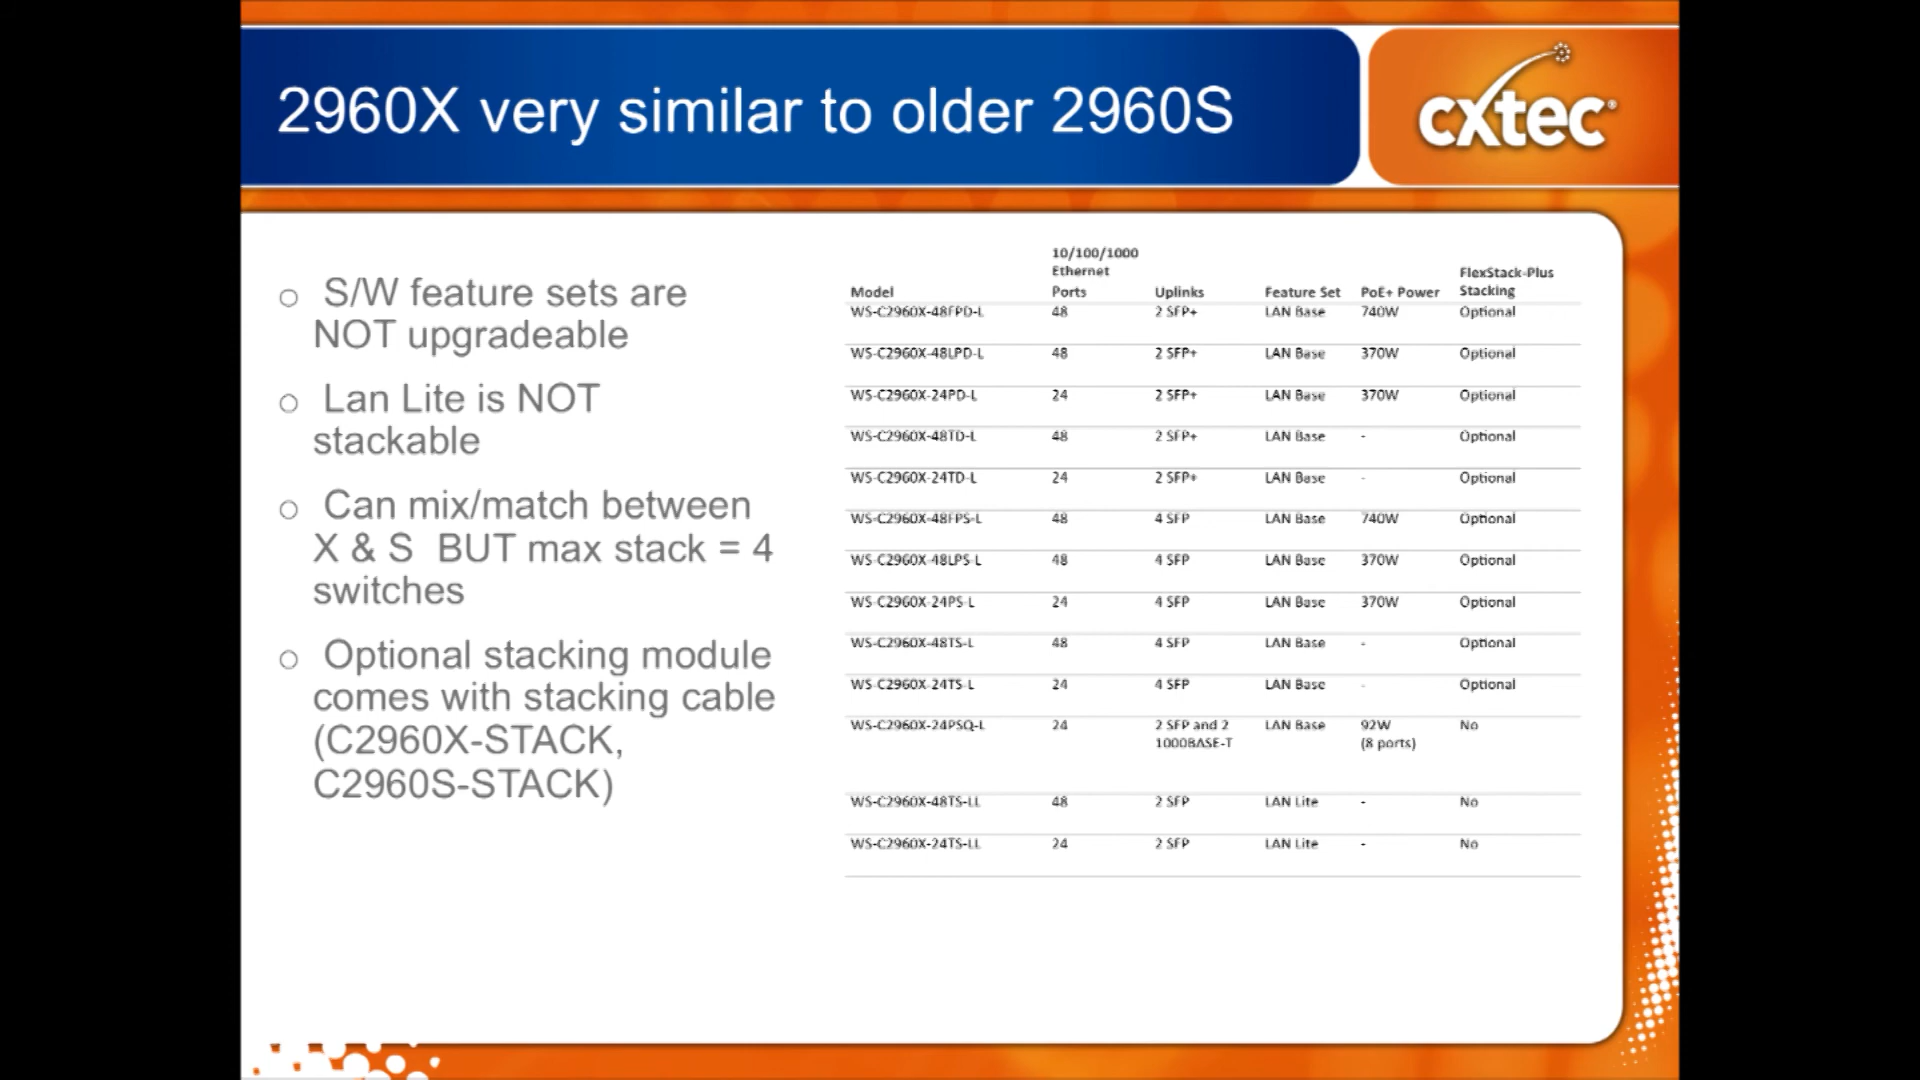 2960X very similar to older 2960S
cxtec
○ S/W feature sets are
NOT upgradeable
○ Lan Lite is NOT
stackable
○ Can mix/match between
X & S BUT max stack = 4
switches
○ Optional stacking module
comes with stacking cable
(C2960X-STACK,
C2960S-STACK)
Model 10/100/1000 Ethernet Ports Uplinks Feature Set PoE+ Power FlexStack-Plus Stacking
WS-C2960X-48FPD-L 48 2 SFP+ LAN Base 740W Optional
WS-C2960X-48LPD-L 48 2 SFP+ LAN Base 370W Optional
WS-C2960X-24PD-L 24 2 SFP+ LAN Base 370W Optional
WS-C2960X-48TD-L 48 2 SFP+ LAN Base - Optional
WS-C2960X-24TD-L 24 2 SFP+ LAN Base - Optional
WS-C2960X-48FPS-L 48 4 SFP LAN Base 740W Optional
WS-C2960X-48LPS-L 48 4 SFP LAN Base 370W Optional
WS-C2960X-24PS-L 24 4 SFP LAN Base 370W Optional
WS-C2960X-48TS-L 48 4 SFP LAN Base - Optional
WS-C2960X-24TS-L 24 4 SFP LAN Base - Optional
WS-C2960X-24PSQ-L 24 2 SFP and 2 1000BASE-T LAN Base 92W (8 ports) No
WS-C2960X-48TS-LL 48 2 SFP LAN Lite - No
WS-C2960X-24TS-LL 24 2 SFP LAN Lite - No